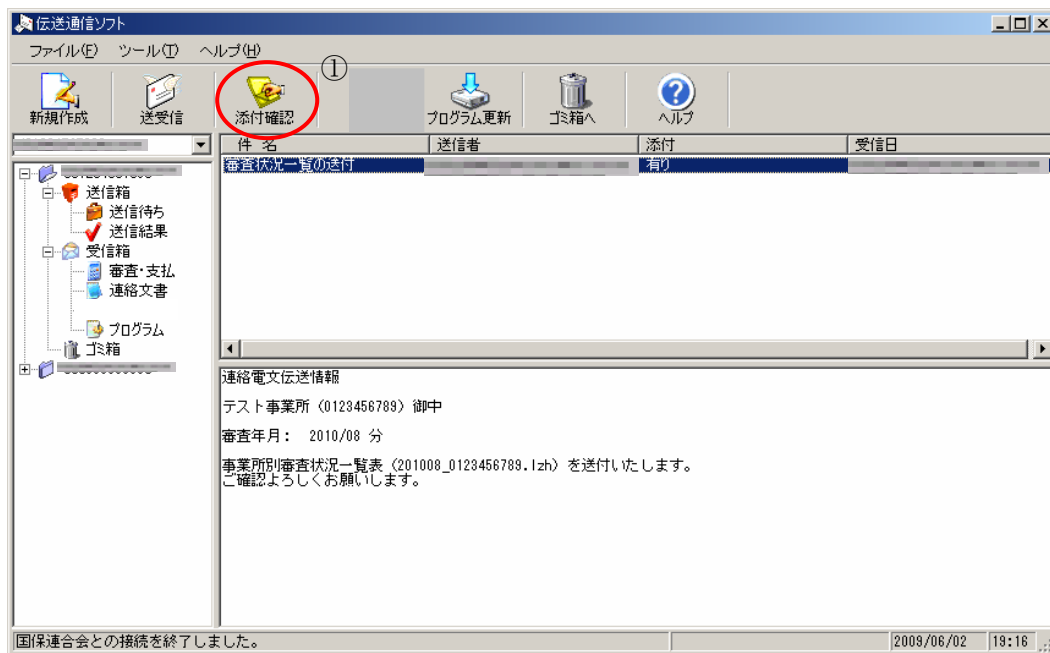 伝送通信ソフト
ファイル(F) ツール(T) ヘルプ(H)
①
新規作成 送受信 添付確認 プログラム更新 ゴミ箱へ ヘルプ
件 名 送信者 添付 受信日
審査状況一覧の送付 有り
送信箱
送信待ち
送信結果
受信箱
審査・支払
連絡文書
プログラム
ゴミ箱
連絡電文伝送情報
テスト事業所（0123456789）御中
審査年月： 2010/08 分
事業所別審査状況一覧表（201008_0123456789.lzh）を送付いたします。
ご確認よろしくお願いします。
国保連合会との接続を終了しました。 2009/06/02 19:16